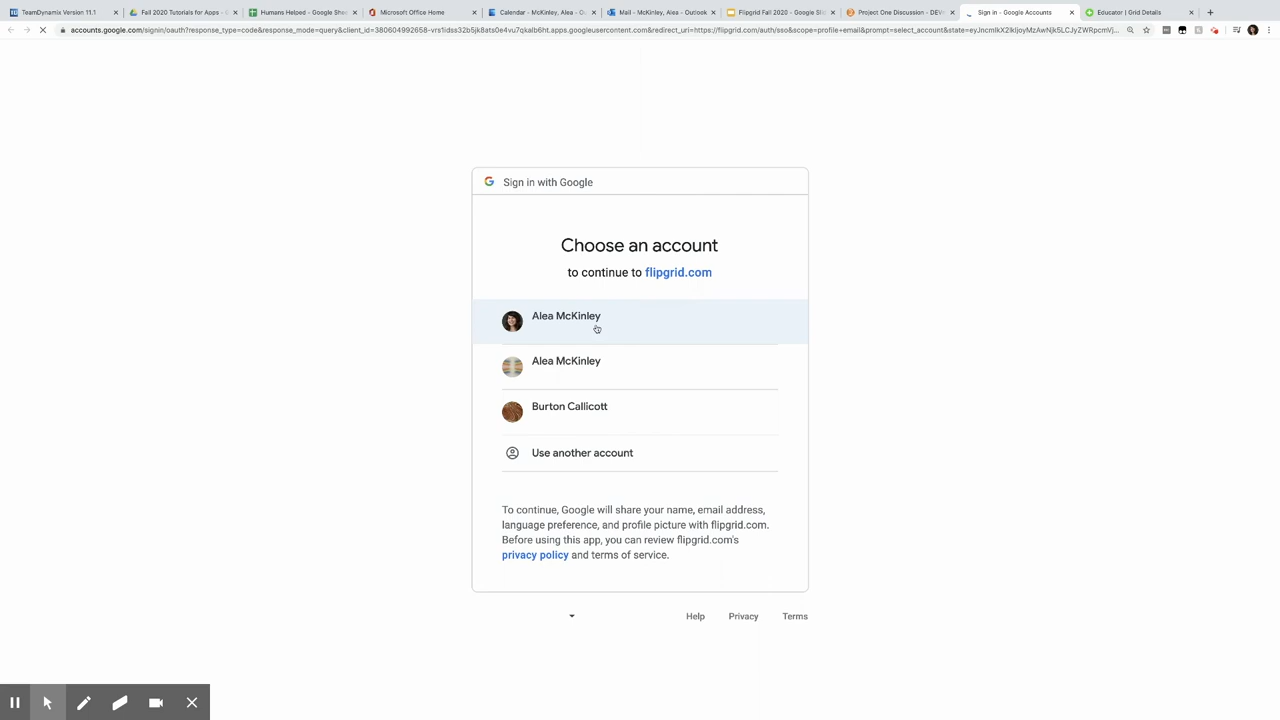 TeamDynamix Version 11.1
Fall 2020 Tutorials for Apps - G
Humans Helped - Google She
Microsoft Office Home
Calendar - McKinley, Alea - O
Mail - McKinley, Alea - Outlook
Flipgrid Fall 2020 - Google Slid
Project One Discussion - DEV
Sign in - Google Accounts
Educator | Grid Details
Sign in with Google
Choose an account
to continue to flipgrid.com
Alea McKinley
Alea McKinley
Burton Callicott
Use another account
To continue, Google will share your name, email address,
language preference, and profile picture with flipgrid.com.
Before using this app, you can review flipgrid.com's
privacy policy and terms of service.
Help
Privacy
Terms